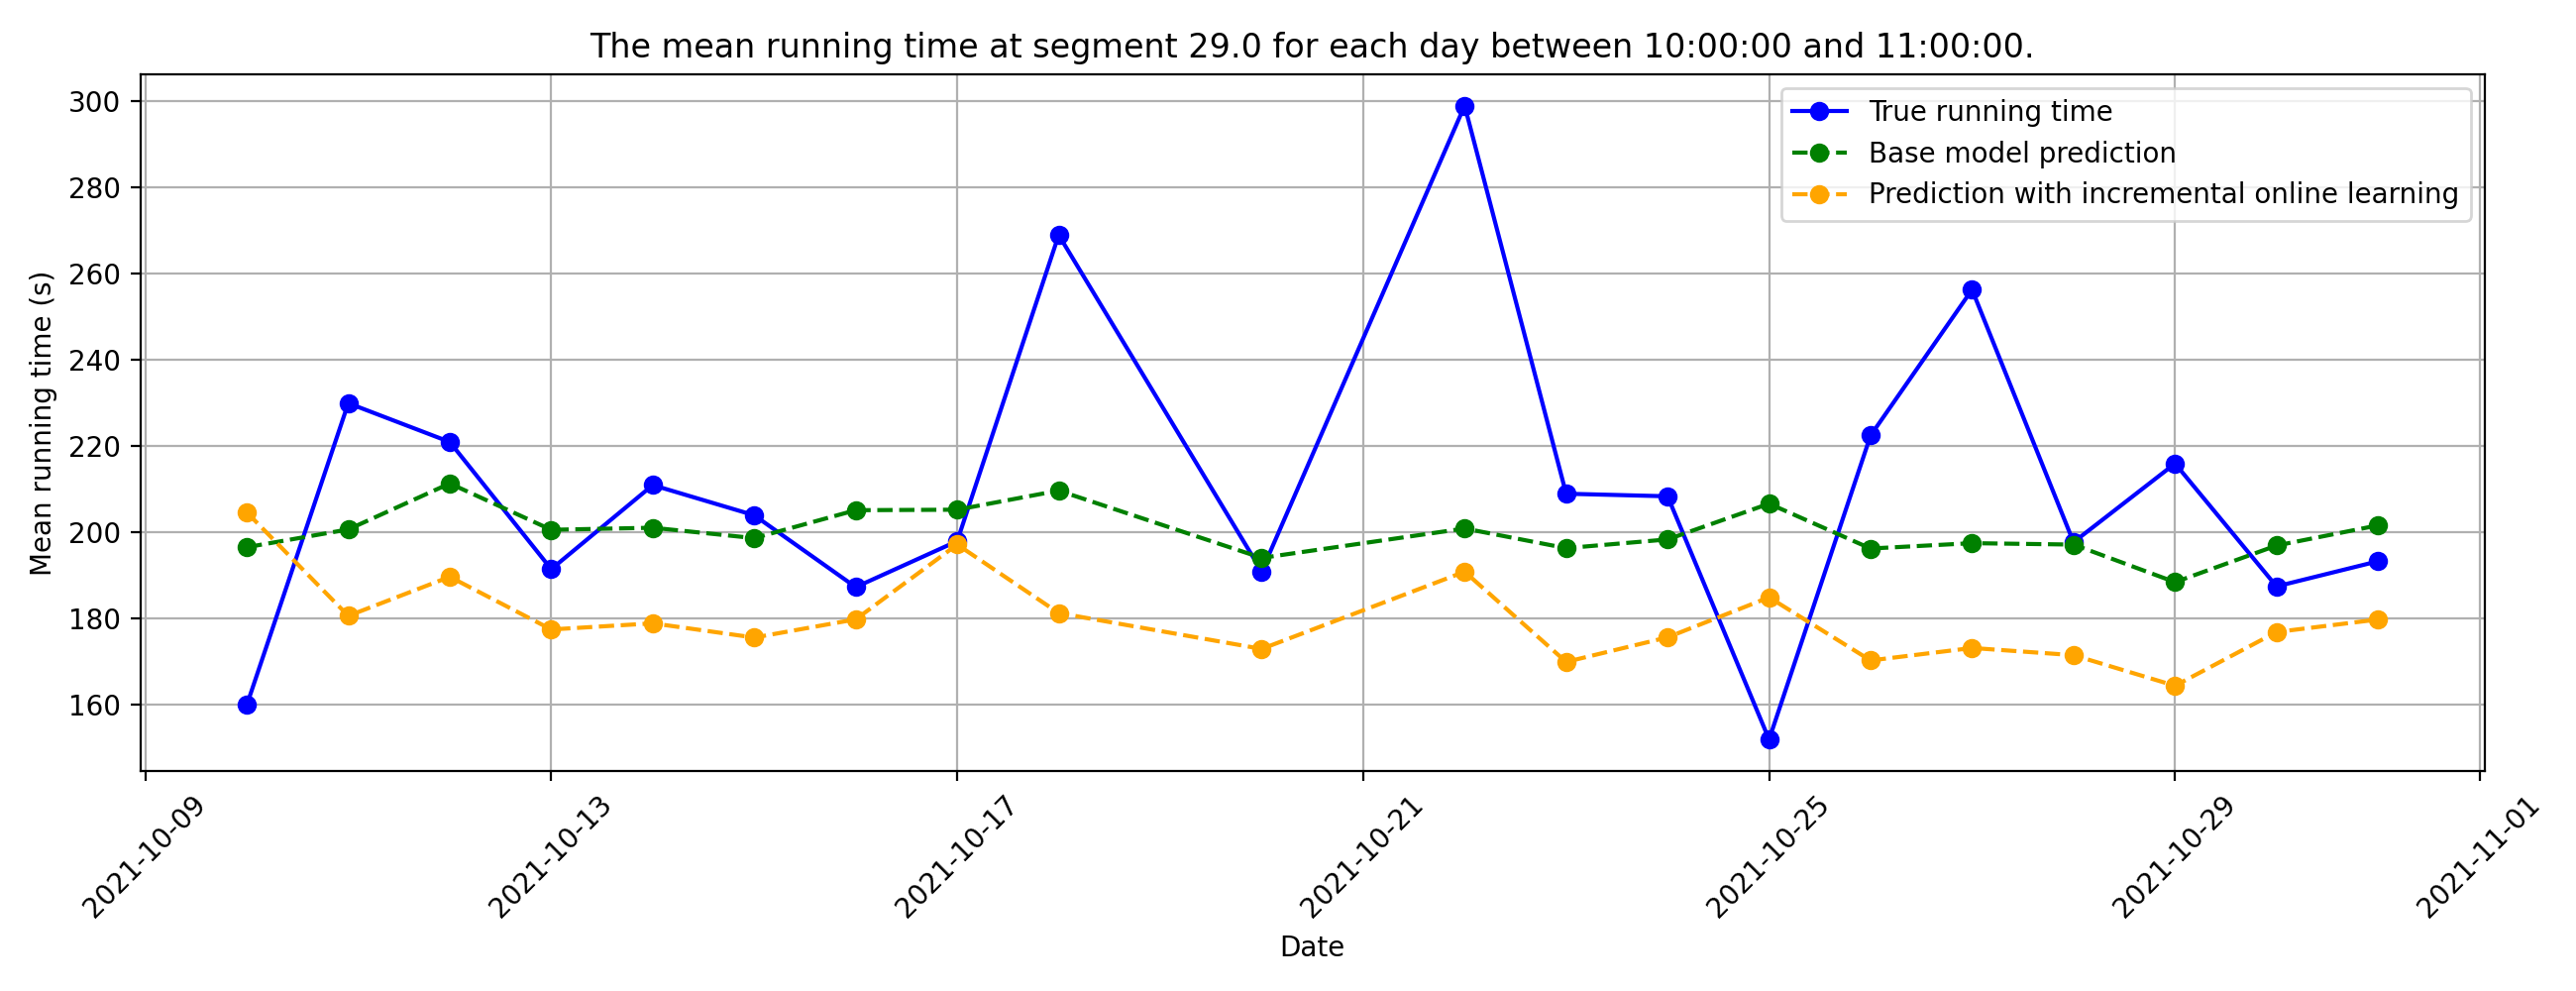 The mean running time at segment 29.0 for each day between 10:00:00 and 11:00:00.
Mean running time (s)
300
280
260
240
220
200
180
160
True running time
Base model prediction
Prediction with incremental online learning
2021-10-09
2021-10-13
2021-10-17
2021-10-21
2021-10-25
2021-10-29
2021-11-01
Date